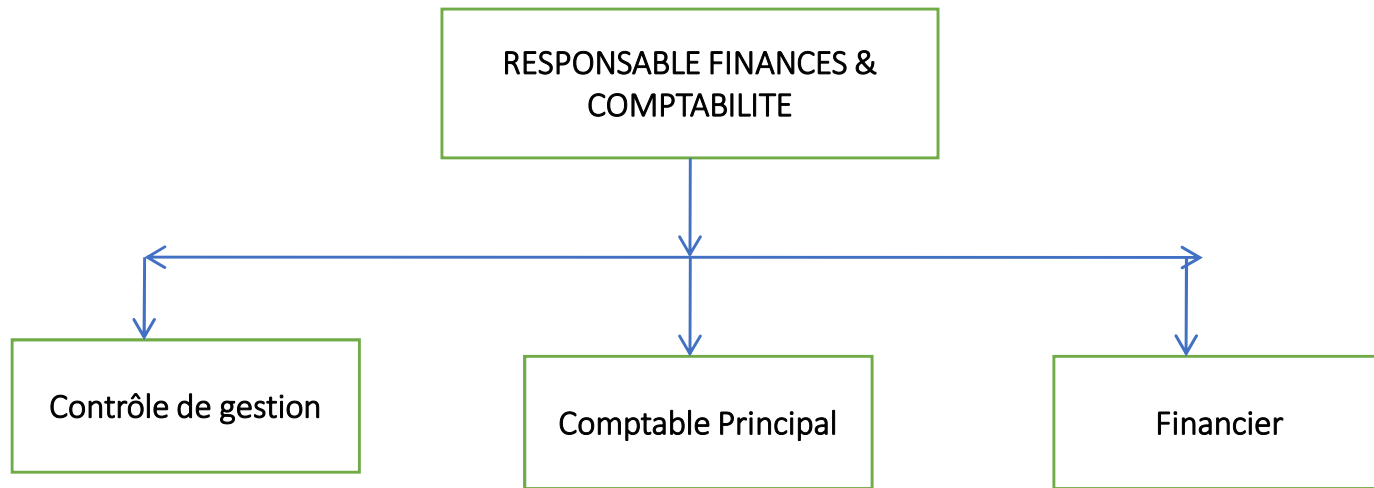 RESPONSABLE FINANCES &
COMPTABILITE
Contrôle de gestion
Comptable Principal
Financier